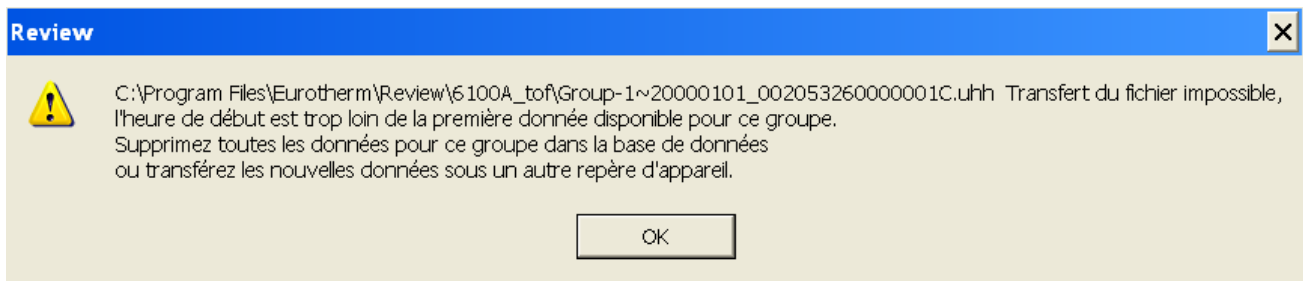 Review
C:\Program Files\Eurotherm\Review\6100A_tof\Group-1~20000101_002053260000001C.uhh  Transfert du fichier impossible,
l'heure de début est trop loin de la première donnée disponible pour ce groupe.
Supprimez toutes les données pour ce groupe dans la base de données
ou transférez les nouvelles données sous un autre repère d'appareil.
OK